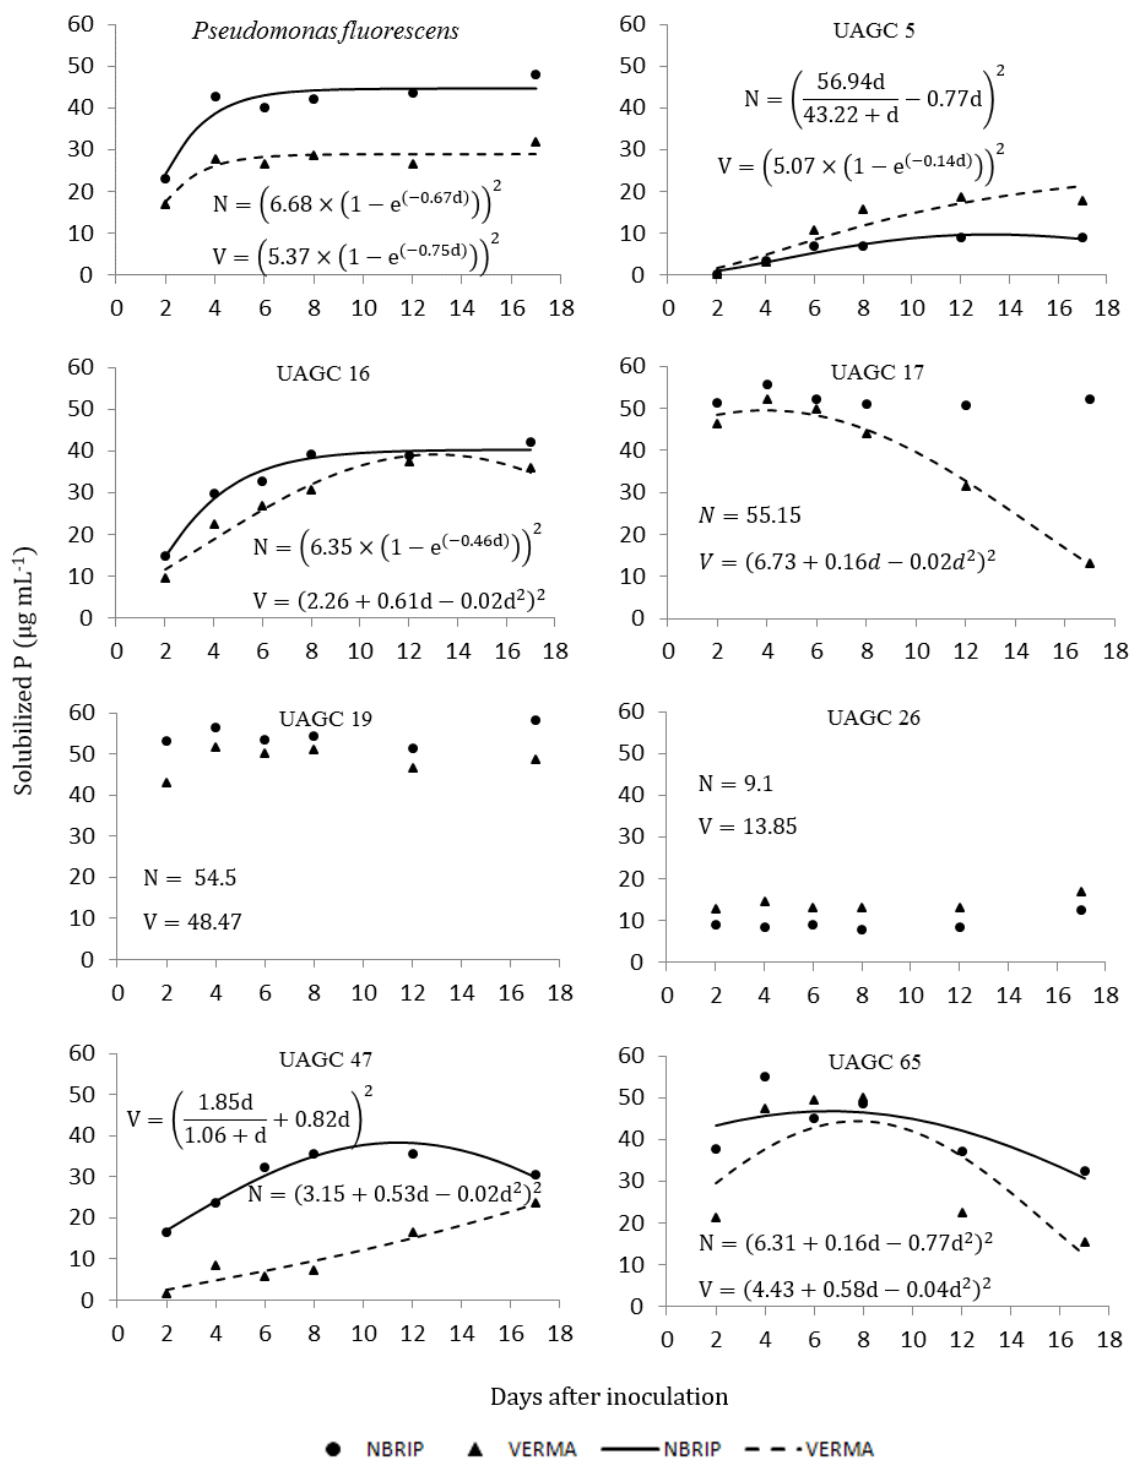 Solubilized P (µg mL⁻¹)
Pseudomonas fluorescens
60
50
40
30
20
10
0
N = (6.68 × (1 − e^(−0.67d)))²
V = (5.37 × (1 − e^(−0.75d)))²
0 2 4 6 8 10 12 14 16 18
UAGC 5
60
50
40
30
20
10
0
N = (56.94d / (43.22 + d) − 0.77d)²
V = (5.07 × (1 − e^(−0.14d)))²
0 2 4 6 8 10 12 14 16 18
UAGC 16
60
50
40
30
20
10
0
N = (6.35 × (1 − e^(−0.46d)))²
V = (2.26 + 0.61d − 0.02d²)²
0 2 4 6 8 10 12 14 16 18
UAGC 17
60
50
40
30
20
10
0
N = 55.15
V = (6.73 + 0.16d − 0.02d²)²
0 2 4 6 8 10 12 14 16 18
UAGC 19
60
50
40
30
20
10
0
N = 54.5
V = 48.47
0 2 4 6 8 10 12 14 16 18
UAGC 26
60
50
40
30
20
10
0
N = 9.1
V = 13.85
0 2 4 6 8 10 12 14 16 18
UAGC 47
60
50
40
30
20
10
0
V = (1.85d / (1.06 + d) + 0.82d)²
N = (3.15 + 0.53d − 0.02d²)²
0 2 4 6 8 10 12 14 16 18
UAGC 65
60
50
40
30
20
10
0
N = (6.31 + 0.16d − 0.77d²)²
V = (4.43 + 0.58d − 0.04d²)²
0 2 4 6 8 10 12 14 16 18
Days after inoculation
NBRIP VERMA NBRIP VERMA